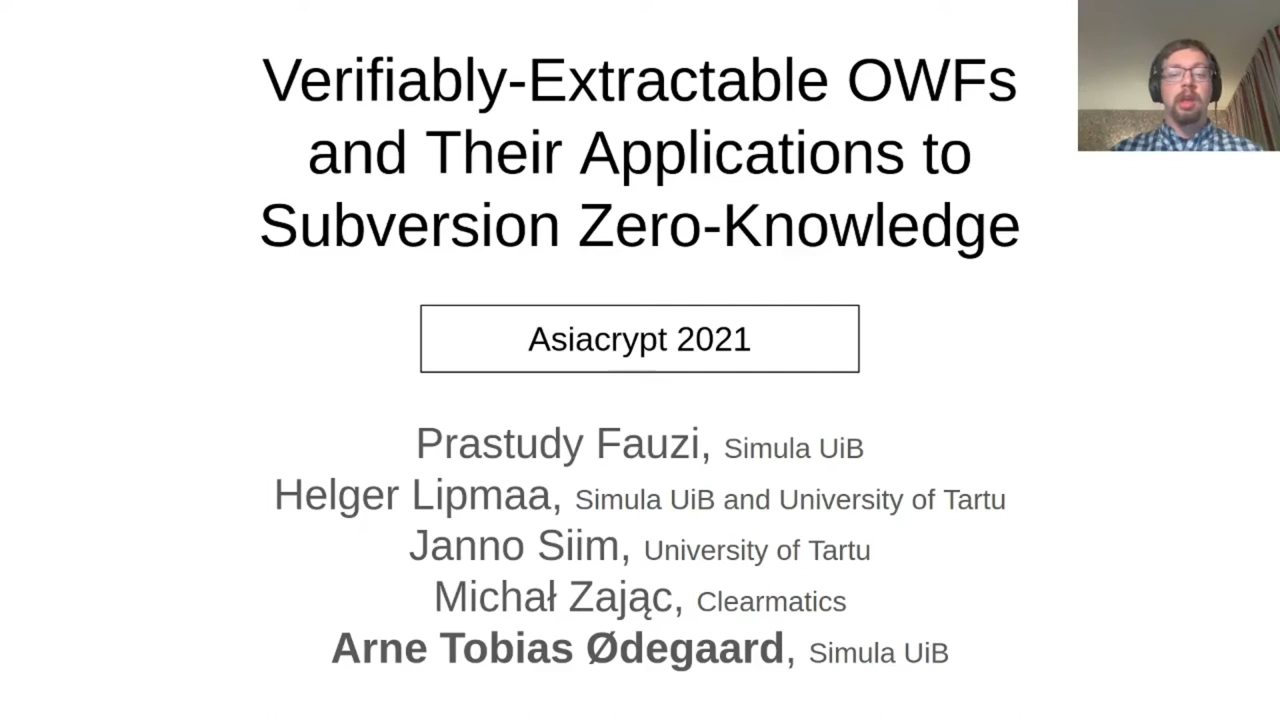 Verifiably-Extractable OWFs
and Their Applications to
Subversion Zero-Knowledge
Asiacrypt 2021
Prastudy Fauzi, Simula UiB
Helger Lipmaa, Simula UiB and University of Tartu
Janno Siim, University of Tartu
Michał Zając, Clearmatics
Arne Tobias Ødegaard, Simula UiB